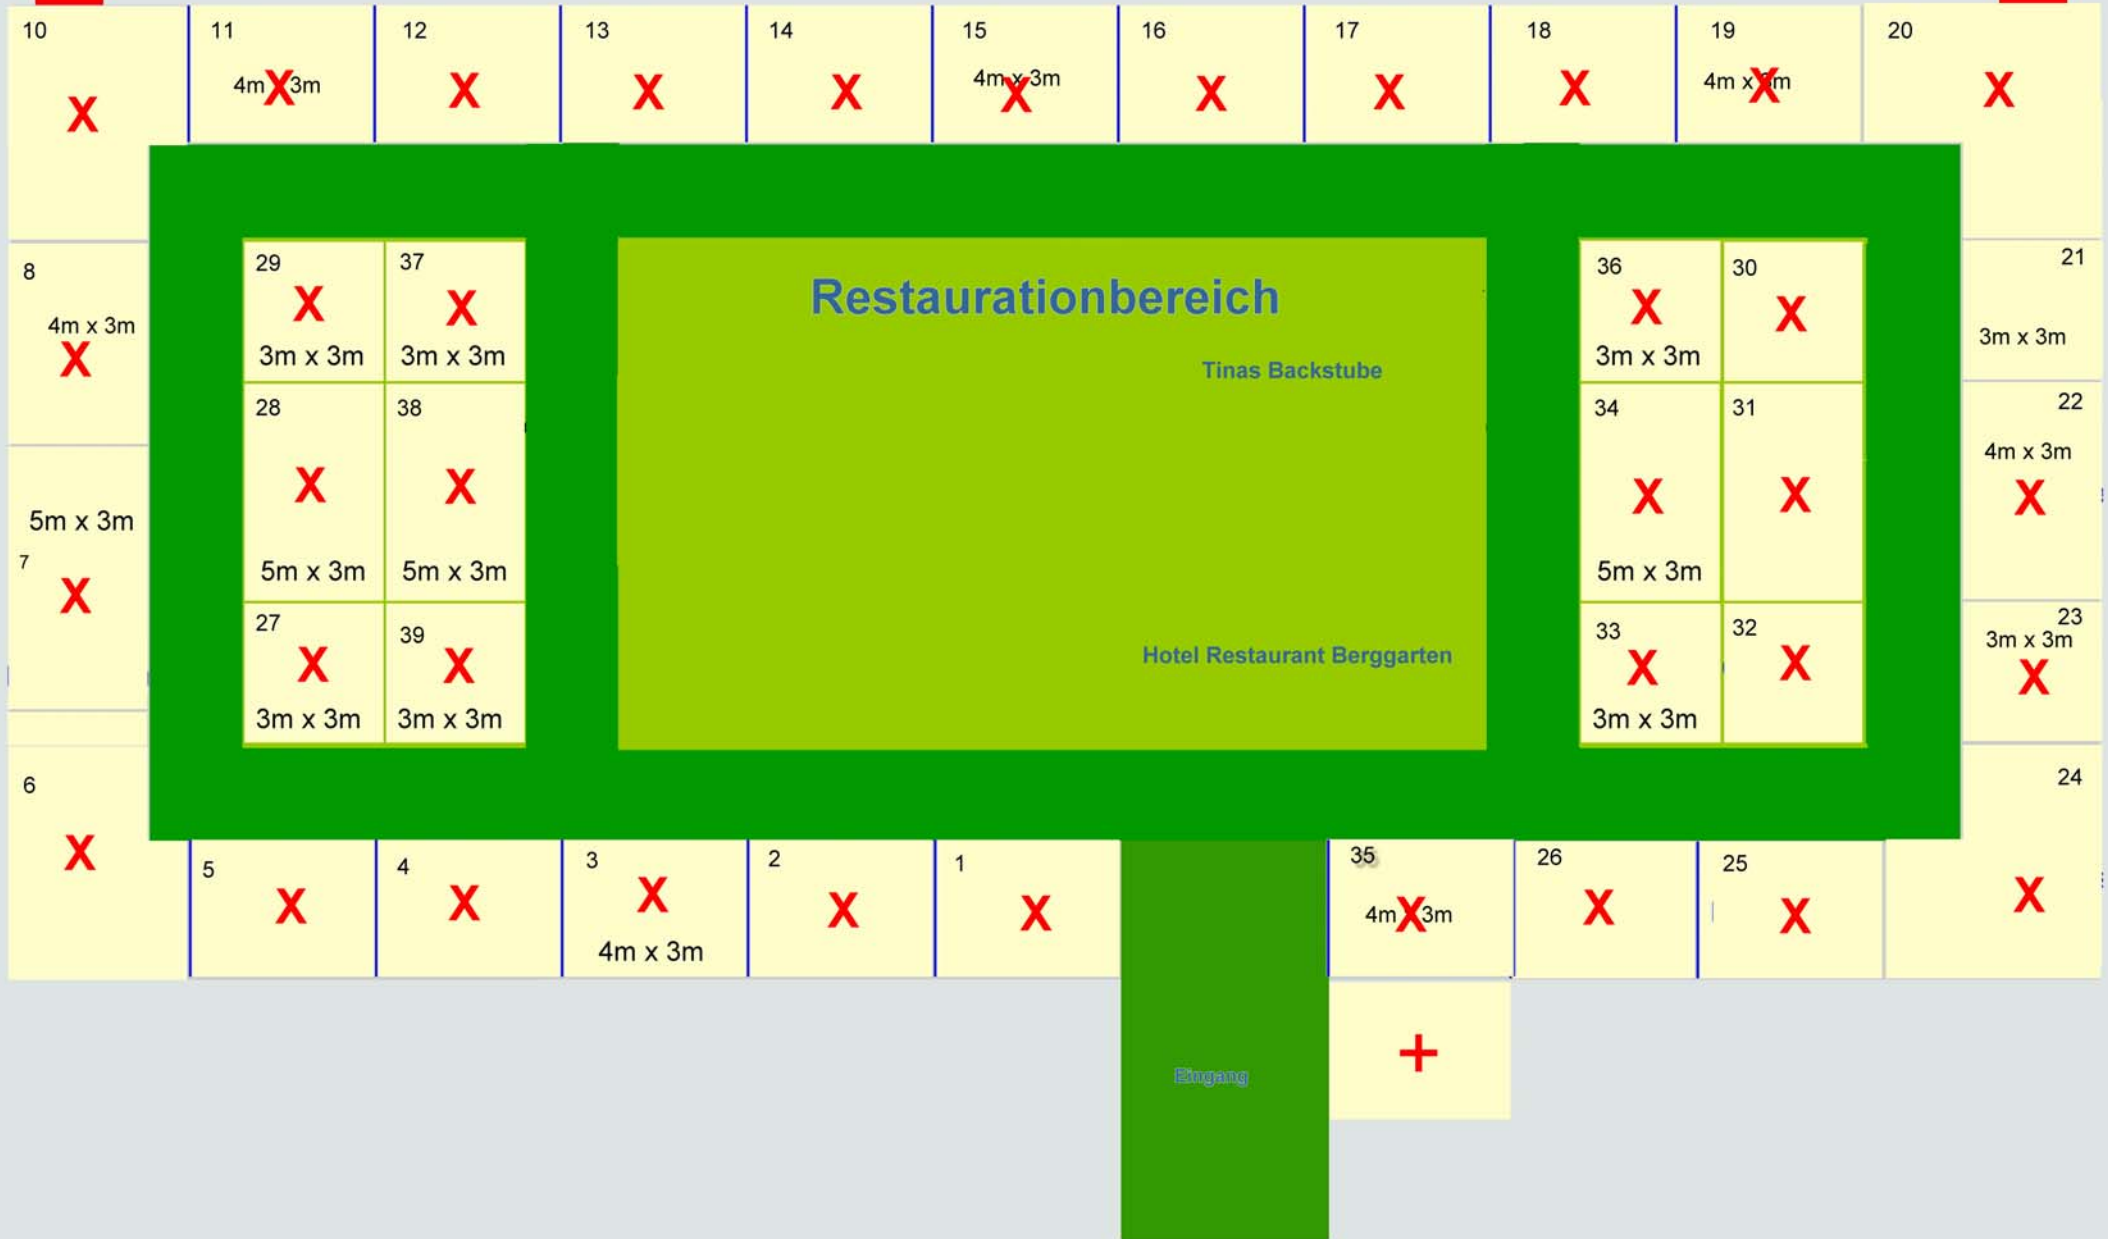 10
11
12
13
14
15
16
17
18
19
20
4m X 3m
4m x 3m
4m x 3m
X
X
X
X
X
X
X
X
X
8
4m x 3m
X
29
X
3m x 3m
37
X
3m x 3m
Restaurationbereich
Tinas Backstube
36
X
3m x 3m
30
X
21
3m x 3m
5m x 3m
7
X
28
X
5m x 3m
38
X
5m x 3m
34
X
5m x 3m
31
X
22
4m x 3m
X
27
X
3m x 3m
39
X
3m x 3m
Hotel Restaurant Berggarten
33
X
3m x 3m
32
X
23
3m x 3m
X
6
X
24
X
5
X
4
X
3
X
4m x 3m
2
X
1
X
35
4m X 3m
26
X
25
X
Eingang
+